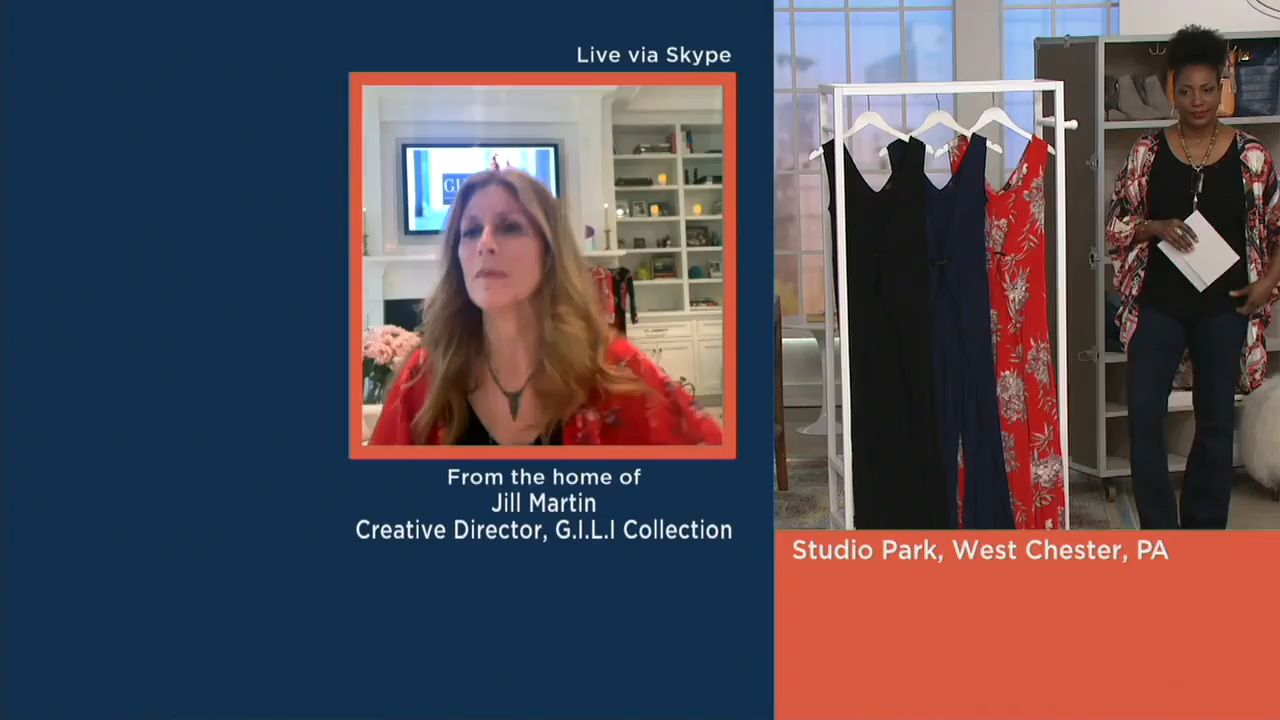 Live via Skype
From the home of
Jill Martin
Creative Director, G.I.L.I Collection
Studio Park, West Chester, PA